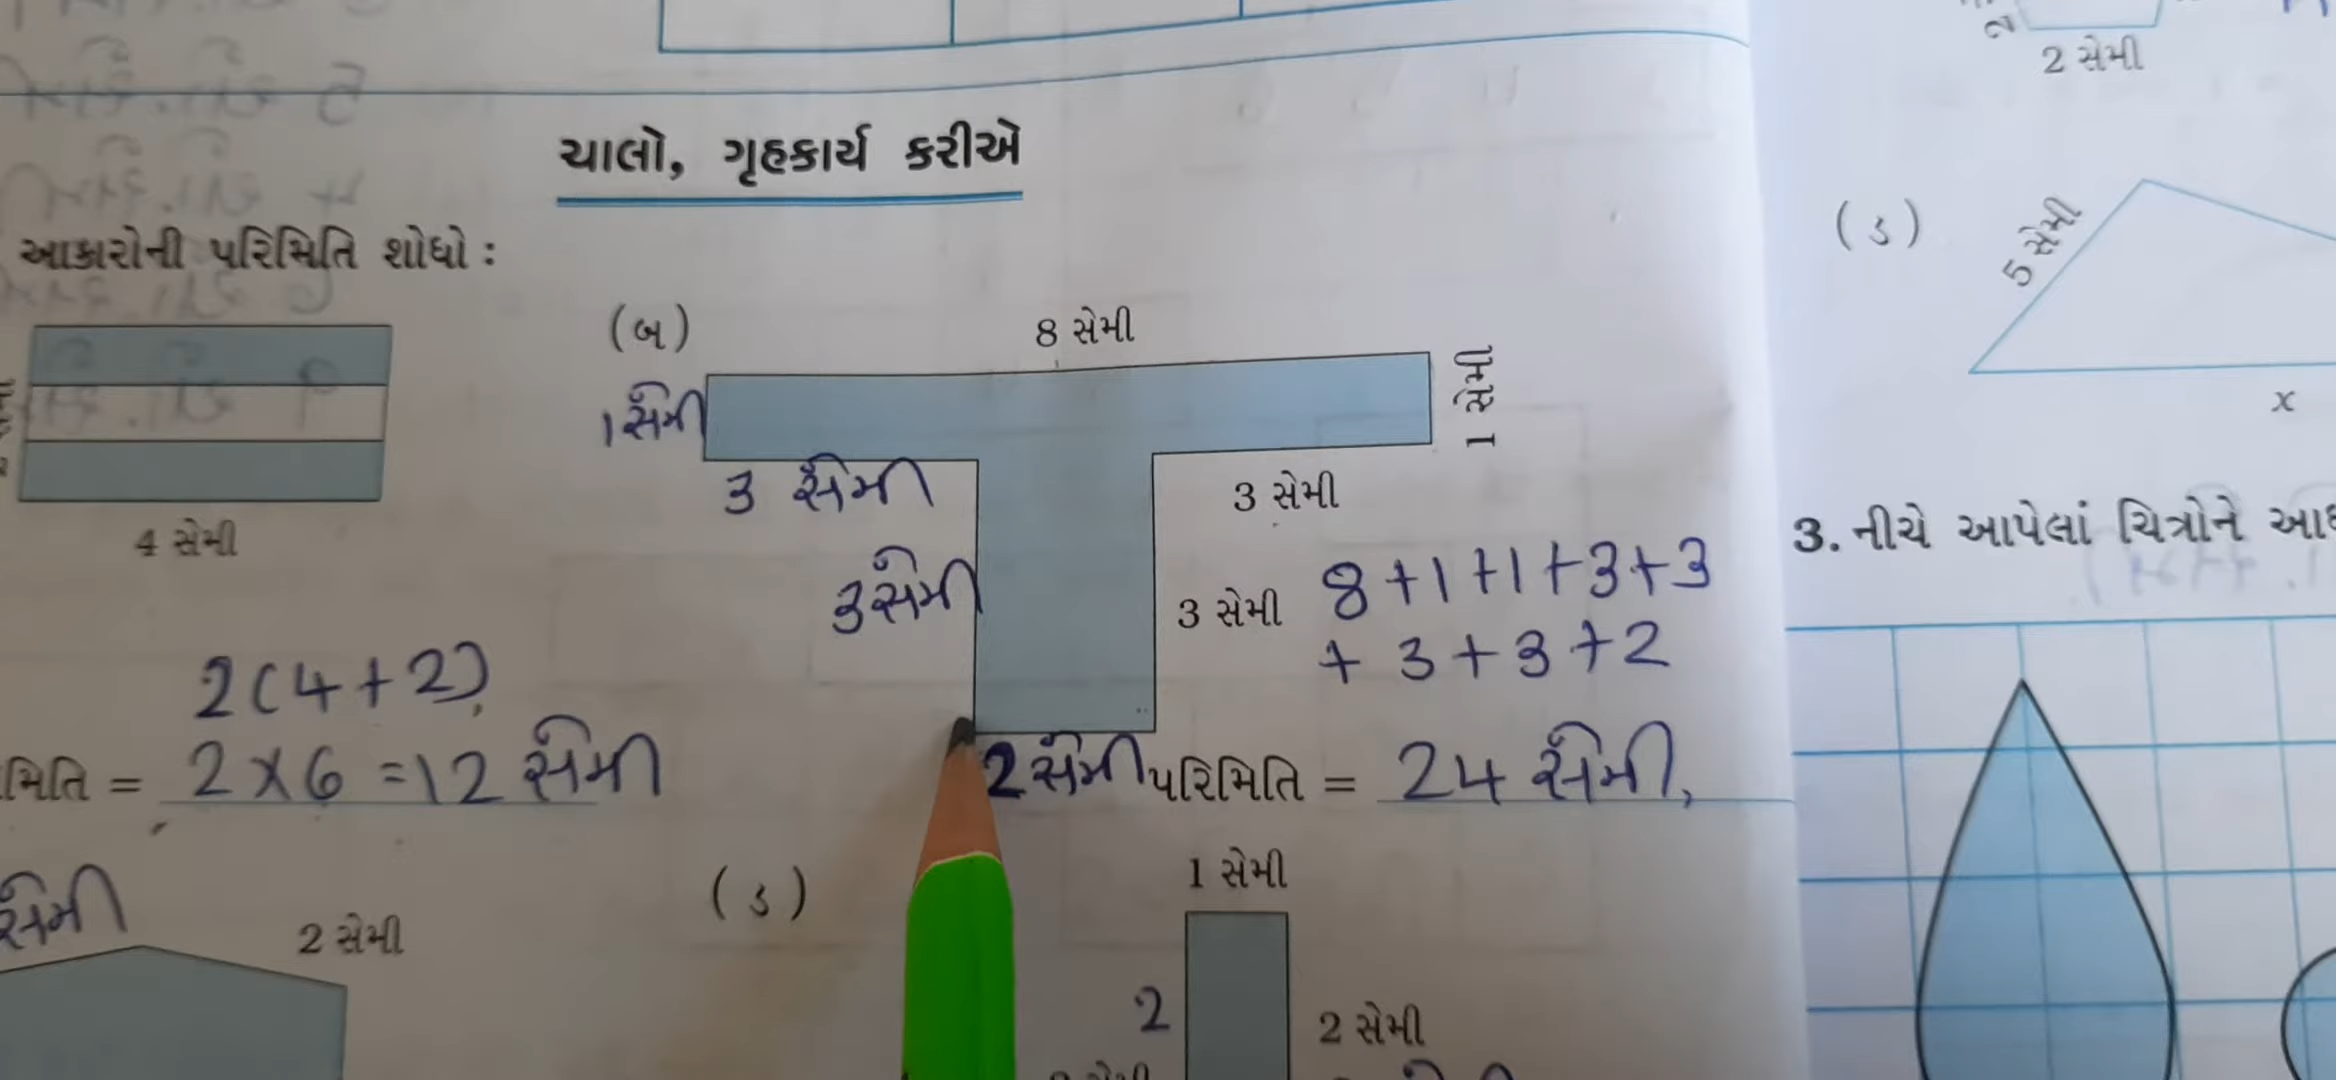 2 સેમી
ચાલો, ગૃહકાર્ય કરીએ
આકારોની પરિમિતિ શોધો :
4 સેમી
2(4+2)
મિતિ = 2×6 =12 સેમી
(બ)
8 સેમી
1 સેમી
1 સેમી
3 સેમી
3 સેમી
3 સેમી
3 સેમી
8+1+1+3+3
+3+3+2
2 સેમી
પરિમિતિ = 24 સેમી,
સેમી
2 સેમી
(ડ)
1 સેમી
2
2 સેમી
(ડ)
5 સેમી
x
3. નીચે આપેલાં ચિત્રોને